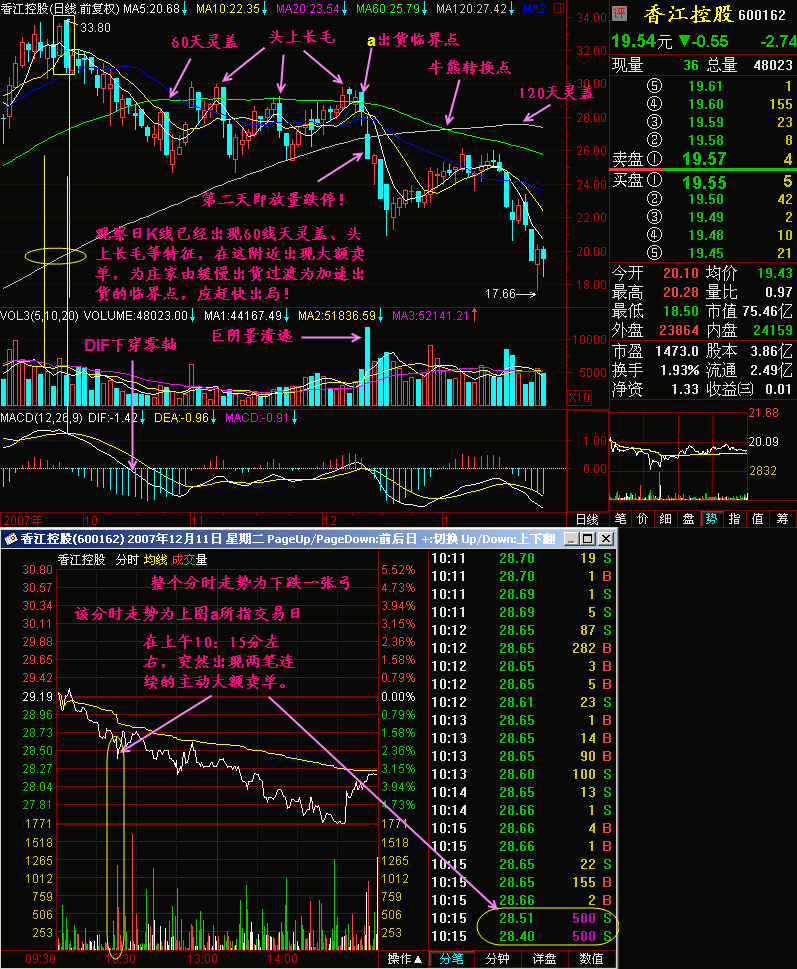 香江控股(日线.前复权) MA5:20.68↓ MA10:22.35↓ MA20:23.54↓ MA60:25.79↓ MA120:27.42↓ MA2
33.80
60天灵盖
头上长毛
a出货临界点
牛熊转换点
120天灵盖
第二天即放量跌停!
观察日K线已经出现60线天灵盖、头
上长毛等特征,在这附近出现大额卖
单,为庄家由缓慢出货过渡为加速出
货的临界点,应赶快出局!
17.66
34.00
32.00
30.00
28.00
26.00
24.00
22.00
20.00
18.00
VOL3(5,10,20) VOLUME:48023.00↓ MA1:44167.49↓ MA2:51836.59↓ MA3:52141.21↑
DIF下穿零轴
巨阴量溃逃
10000
5000
X10
MACD(12,26,9) DIF:-1.42↓ DEA:-0.96↓ MACD:-0.91↓
1.00
0.00
2007年 10 11 12 1 日线
评 香江控股 600162
19.54元 ▼-0.55 -2.74
现量 36 总量 48023
⑤ 19.61 1
④ 19.60 155
③ 19.59 23
② 19.58 8
卖盘① 19.57 4
买盘① 19.55 5
② 19.50 42
③ 19.49 2
④ 19.48 10
⑤ 19.45 21
今开 20.10 均价 19.43
最高 20.28 量比 0.97
最低 18.50 市值 75.46亿
外盘 23864 内盘 24159
市盈 1473.0 股本 3.86亿
换手 1.93% 流通 2.49亿
净资 1.33 收益㈢ 0.01
21.68
20.09
2832
笔 价 细 盘 势 指 值 筹
香江控股(600162) 2007年12月11日 星期二 PageUp/PageDown:前后日 +:切换 Up/Down:上下翻
香江控股 分时 均线 成交量
整个分时走势为下跌一张弓
该分时走势为上图a所指交易日
在上午10:15分左
右,突然出现两笔连
续的主动大额卖单。
30.80 5.52%
30.57 4.73%
30.34 3.94%
30.11 3.15%
29.88 2.36%
29.65 1.58%
29.42 0.79%
29.19 0.00%
28.96 0.79%
28.73 1.58%
28.50 2.36%
28.27 3.15%
28.04 3.94%
27.81 4.73%
1771 1771
1518 1518
1265 1265
1012 1012
759 759
506 506
253 253
09:30 10:30 13:00 14:00 操作▲
10:11 28.70 19 S
10:11 28.70 1 B
10:11 28.69 1 S
10:11 28.69 5 S
10:12 28.65 87 S
10:12 28.65 282 B
10:12 28.65 3 B
10:12 28.65 5 B
10:12 28.61 23 S
10:13 28.65 1 B
10:13 28.65 14 B
10:13 28.65 90 B
10:13 28.60 100 S
10:14 28.65 13 S
10:14 28.66 1 S
10:15 28.66 4 B
10:15 28.66 1 B
10:15 28.65 22 S
10:15 28.65 155 B
10:15 28.66 2 B
10:15 28.51 500 S
10:15 28.40 500 S
分笔 分钟 详盘 数值